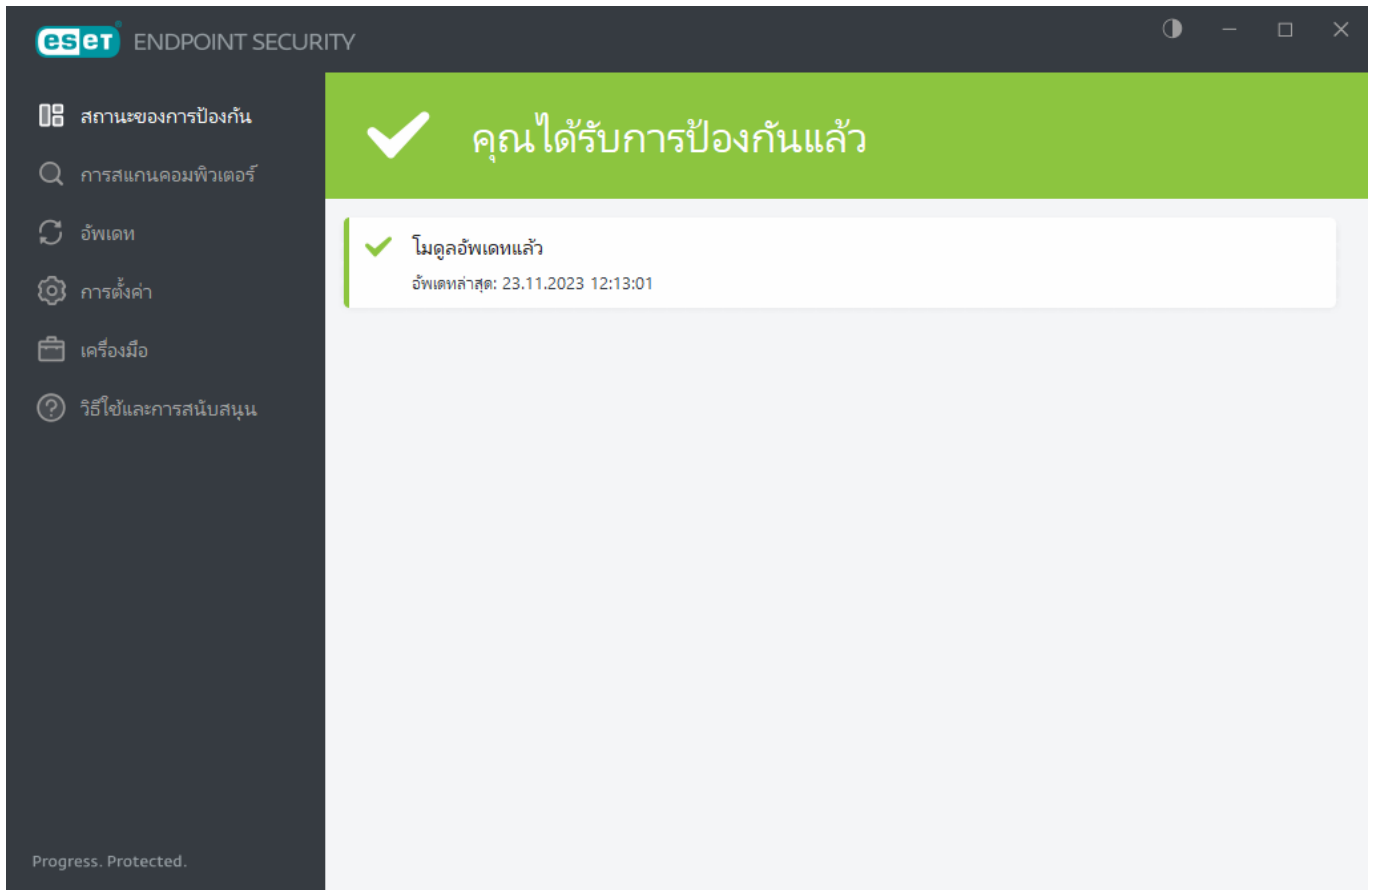 eset ENDPOINT SECURITY
สถานะของการป้องกัน
การสแกนคอมพิวเตอร์
อัพเดท
การตั้งค่า
เครื่องมือ
วิธีใช้และการสนับสนุน
Progress. Protected.
คุณได้รับการป้องกันแล้ว
โมดูลอัพเดทแล้ว
อัพเดทล่าสุด: 23.11.2023 12:13:01